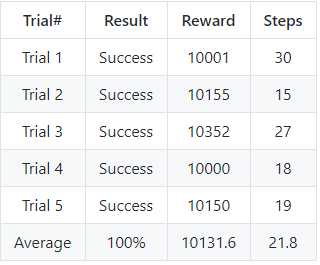 Trial# Result Reward Steps
Trial 1 Success 10001 30
Trial 2 Success 10155 15
Trial 3 Success 10352 27
Trial 4 Success 10000 18
Trial 5 Success 10150 19
Average 100% 10131.6 21.8